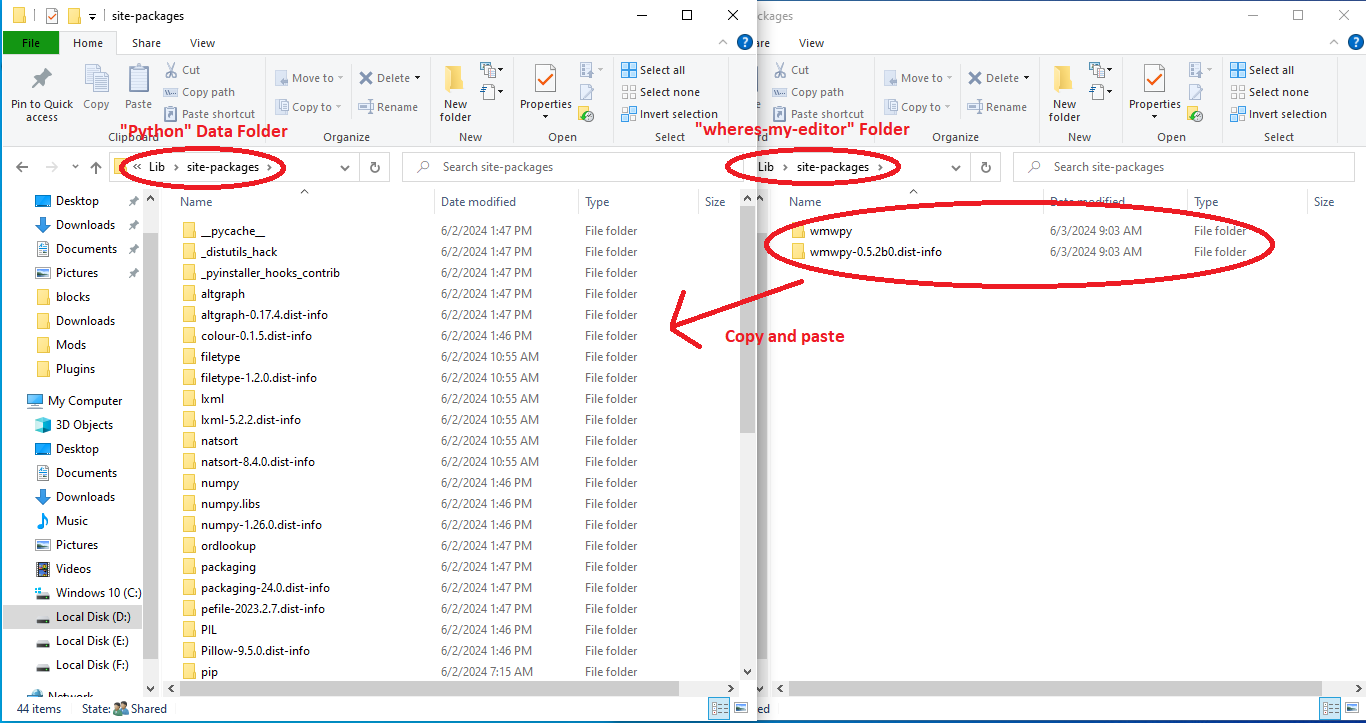 site-packages
File Home Share View
Pin to Quick access
Copy
Paste
Cut
Copy path
Paste shortcut
Clipboard
Move to
Copy to
Delete
Rename
Organize
New folder
New
Properties
Open
Select all
Select none
Invert selection
Select
"Python" Data Folder
« Lib > site-packages >
Search site-packages
Desktop
Downloads
Documents
Pictures
blocks
Downloads
Mods
Plugins
My Computer
3D Objects
Desktop
Documents
Downloads
Music
Pictures
Videos
Windows 10 (C:)
Local Disk (D:)
Local Disk (E:)
Local Disk (F:)
Network
Name Date modified Type Size
__pycache__ 6/2/2024 1:47 PM File folder
_distutils_hack 6/2/2024 1:47 PM File folder
_pyinstaller_hooks_contrib 6/2/2024 1:47 PM File folder
altgraph 6/2/2024 1:47 PM File folder
altgraph-0.17.4.dist-info 6/2/2024 1:47 PM File folder
colour-0.1.5.dist-info 6/2/2024 1:46 PM File folder
filetype 6/2/2024 10:55 AM File folder
filetype-1.2.0.dist-info 6/2/2024 10:55 AM File folder
lxml 6/2/2024 10:55 AM File folder
lxml-5.2.2.dist-info 6/2/2024 10:55 AM File folder
natsort 6/2/2024 10:55 AM File folder
natsort-8.4.0.dist-info 6/2/2024 10:55 AM File folder
numpy 6/2/2024 1:46 PM File folder
numpy.libs 6/2/2024 1:46 PM File folder
numpy-1.26.0.dist-info 6/2/2024 1:46 PM File folder
ordlookup 6/2/2024 1:47 PM File folder
packaging 6/2/2024 1:47 PM File folder
packaging-24.0.dist-info 6/2/2024 1:47 PM File folder
pefile-2023.2.7.dist-info 6/2/2024 1:47 PM File folder
PIL 6/2/2024 1:46 PM File folder
Pillow-9.5.0.dist-info 6/2/2024 1:46 PM File folder
pip 6/2/2024 7:15 AM File folder
44 items State: Shared
ckages
are View
Cut
Copy path
Paste shortcut
Move to
Copy to
Delete
Rename
Organize
New folder
New
Properties
Open
Select all
Select none
Invert selection
Select
"wheres-my-editor" Folder
Lib > site-packages >
Search site-packages
Name Date modified Type Size
wmwpy 6/3/2024 9:03 AM File folder
wmwpy-0.5.2b0.dist-info 6/3/2024 9:03 AM File folder
Copy and paste
ed